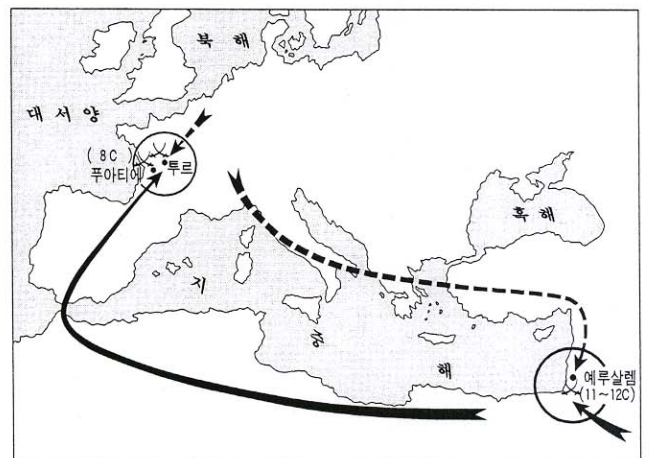 북 해
대 서 양
( 8C )
푸아티에
투르
흑 해
지
중
해
예루살렘
(11~12C)